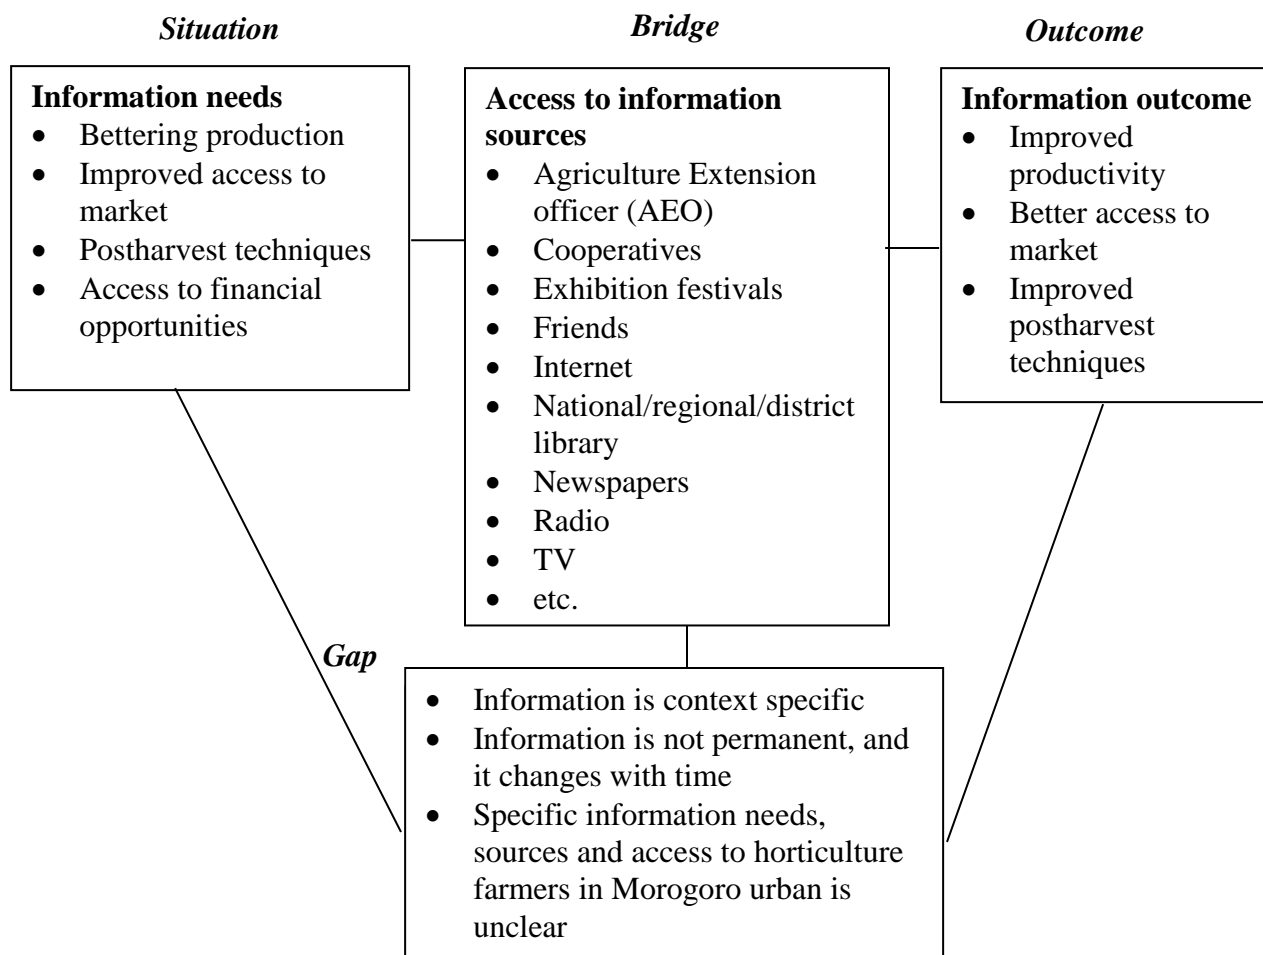 Situation
Bridge
Outcome
Information needs
• Bettering production
• Improved access to
market
• Postharvest techniques
• Access to financial
opportunities
Access to information
sources
• Agriculture Extension
officer (AEO)
• Cooperatives
• Exhibition festivals
• Friends
• Internet
• National/regional/district
library
• Newspapers
• Radio
• TV
• etc.
Information outcome
• Improved
productivity
• Better access to
market
• Improved
postharvest
techniques
Gap
• Information is context specific
• Information is not permanent, and
it changes with time
• Specific information needs,
sources and access to horticulture
farmers in Morogoro urban is
unclear